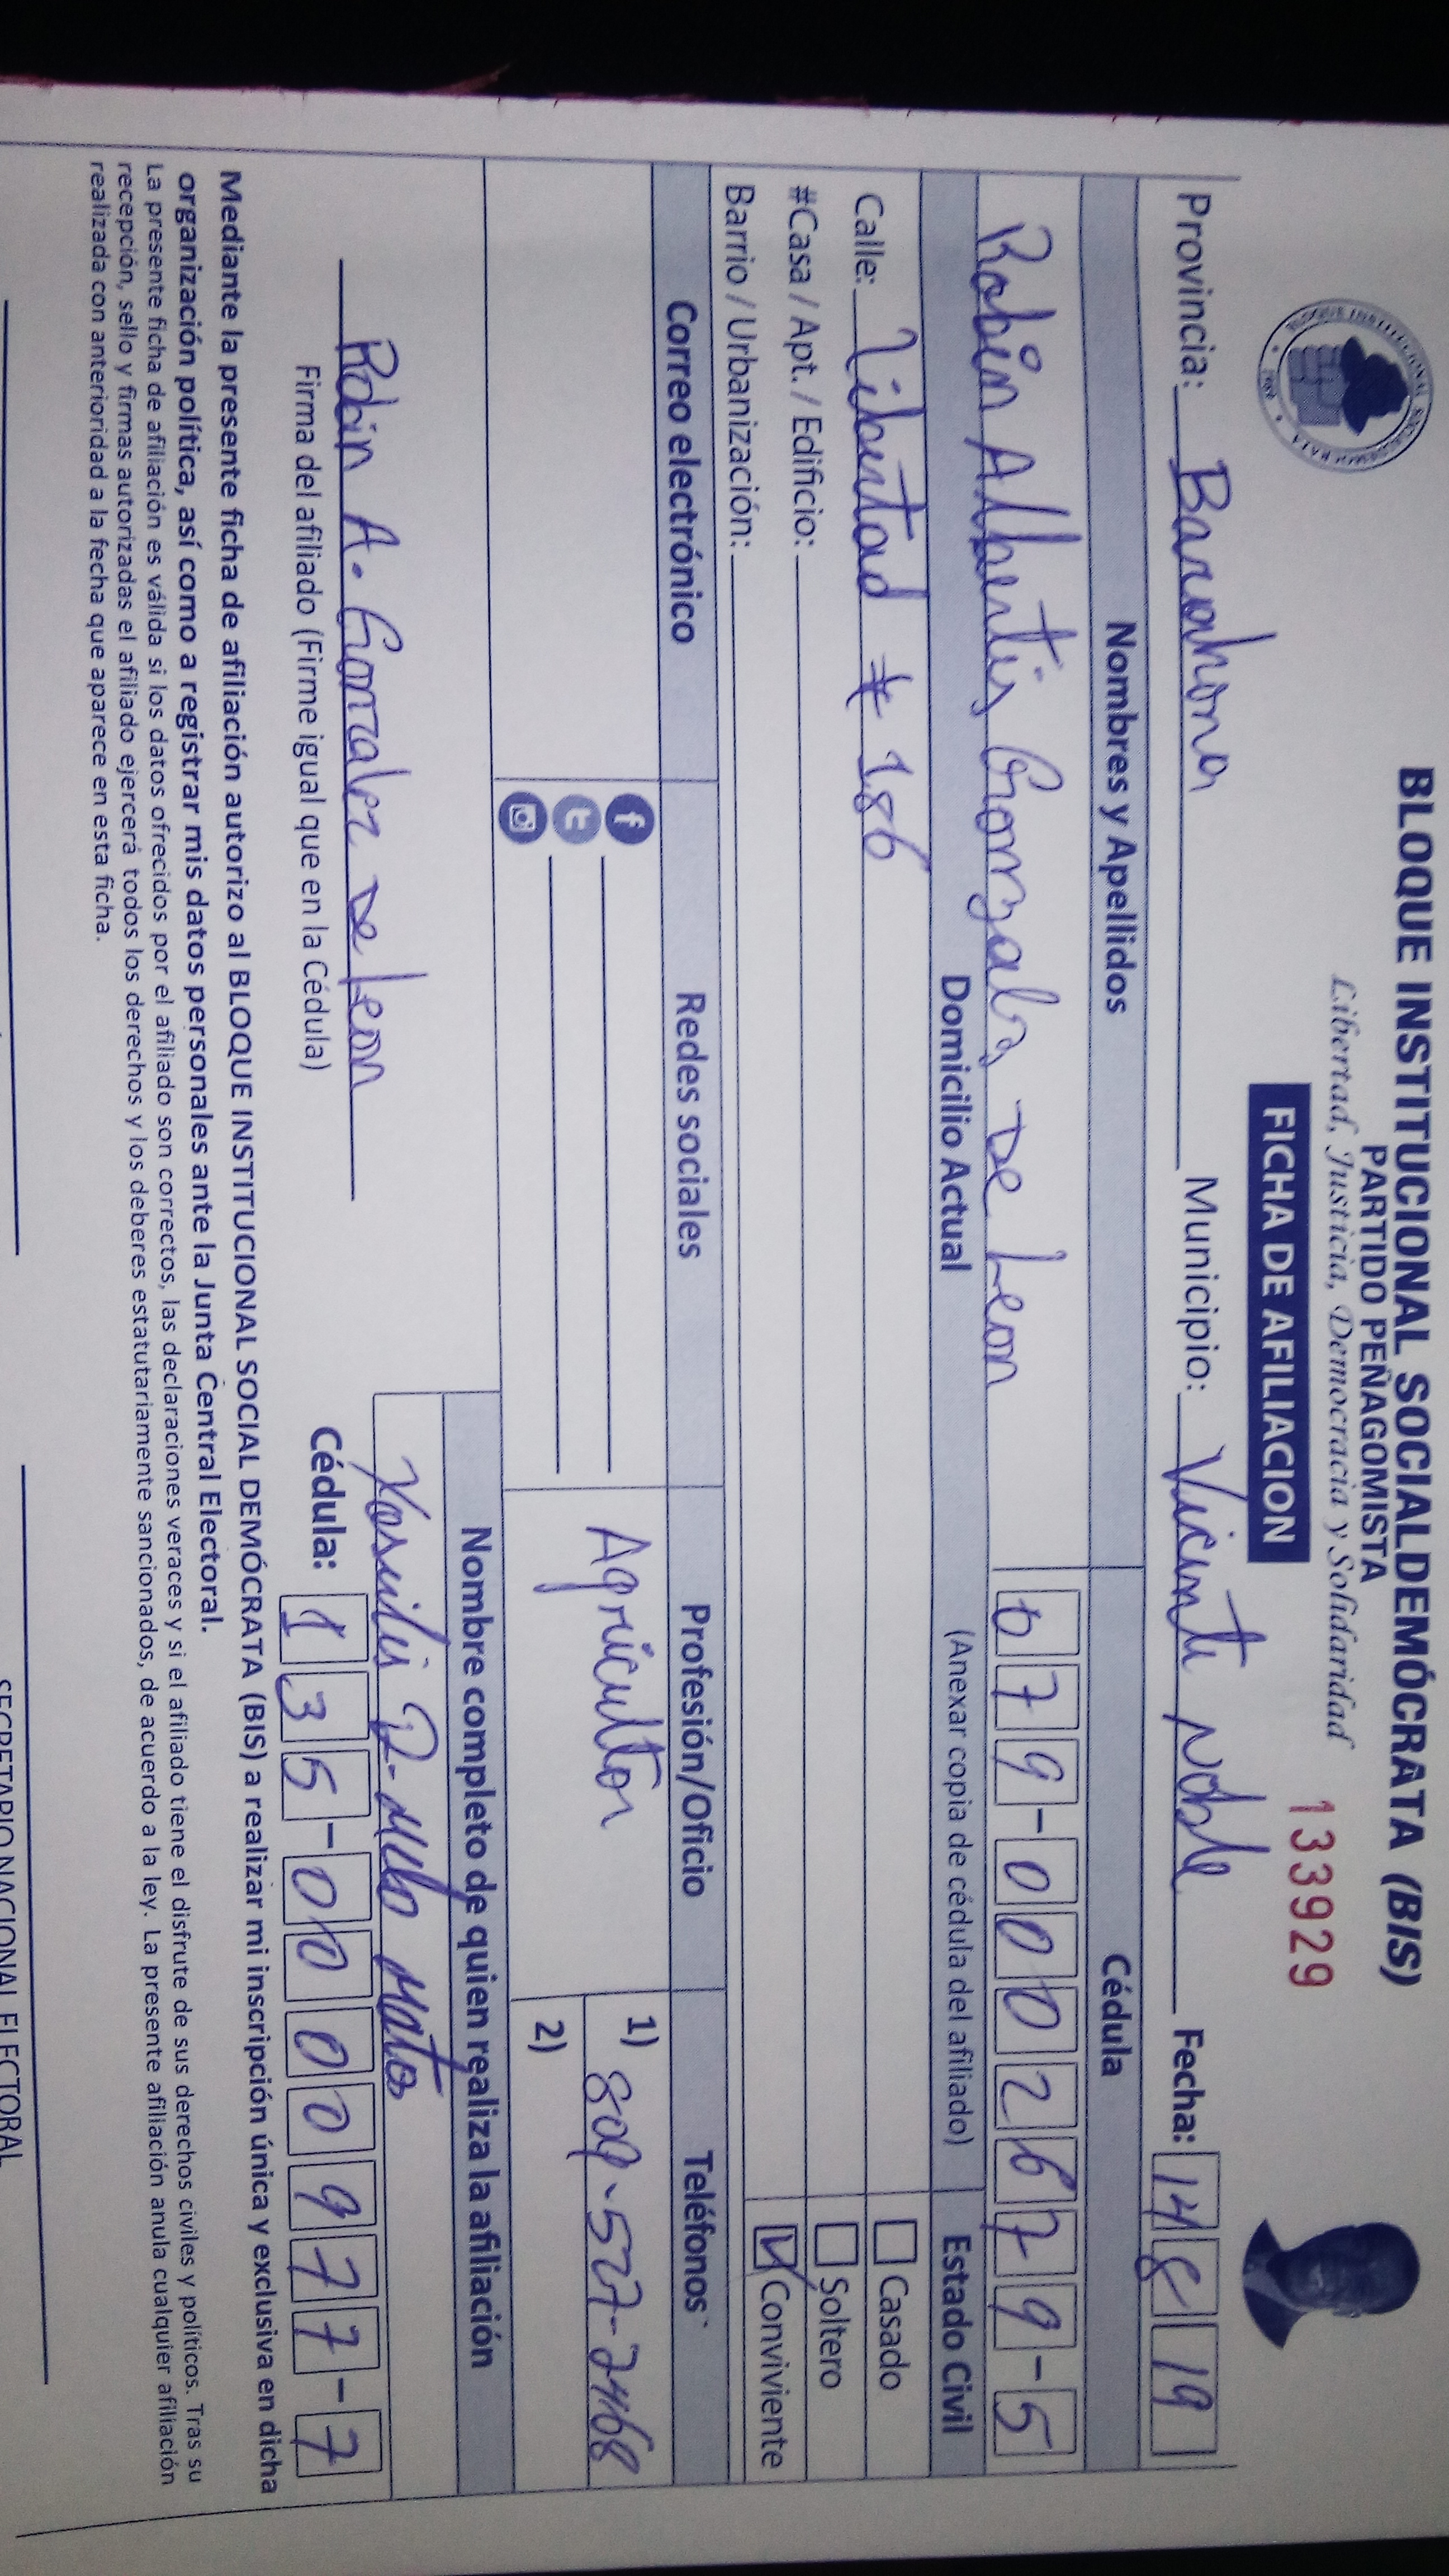 BLOQUE INSTITUCIONAL SOCIALDEMÓCRATA (BIS)
PARTIDO PEÑAGOMISTA
Libertad, Justicia, Democracia y Solidaridad
FICHA DE AFILIACION
133929
Provincia: Barahona Municipio: Vicente Noble Fecha: 14 8 19
Nombres y Apellidos Cédula
Robin Albertis Gonzales De Leon 079-0002679-5
Domicilio Actual (Anexar copia de cédula del afiliado) Estado Civil
Calle: Libertad # 186 Casado
#Casa / Apt. / Edificio: Soltero
Barrio / Urbanización: Conviviente
Correo electrónico Redes sociales Profesión/Oficio Teléfonos
Agricultor 1) 809-527-2468
2)
Nombre completo de quien realiza la afiliación
Robin A. Gonzalez De Leon
Firma del afiliado (Firme igual que en la Cédula) Cédula: 135-0000977-7
Mediante la presente ficha de afiliación autorizo al BLOQUE INSTITUCIONAL SOCIAL DEMÓCRATA (BIS) a realizar mi inscripción única y exclusiva en dicha
organización política, así como a registrar mis datos personales ante la Junta Central Electoral.
La presente ficha de afiliación es válida si los datos ofrecidos por el afiliado son correctos, las declaraciones veraces y si el afiliado tiene el disfrute de sus derechos civiles y políticos. Tras su
recepción, sello y firmas autorizadas el afiliado ejercerá todos los derechos y los deberes estatutariamente sancionados, de acuerdo a la ley. La presente afiliación anula cualquier afiliación
realizada con anterioridad a la fecha que aparece en esta ficha.
SECRETARIO NACIONAL ELECTORAL